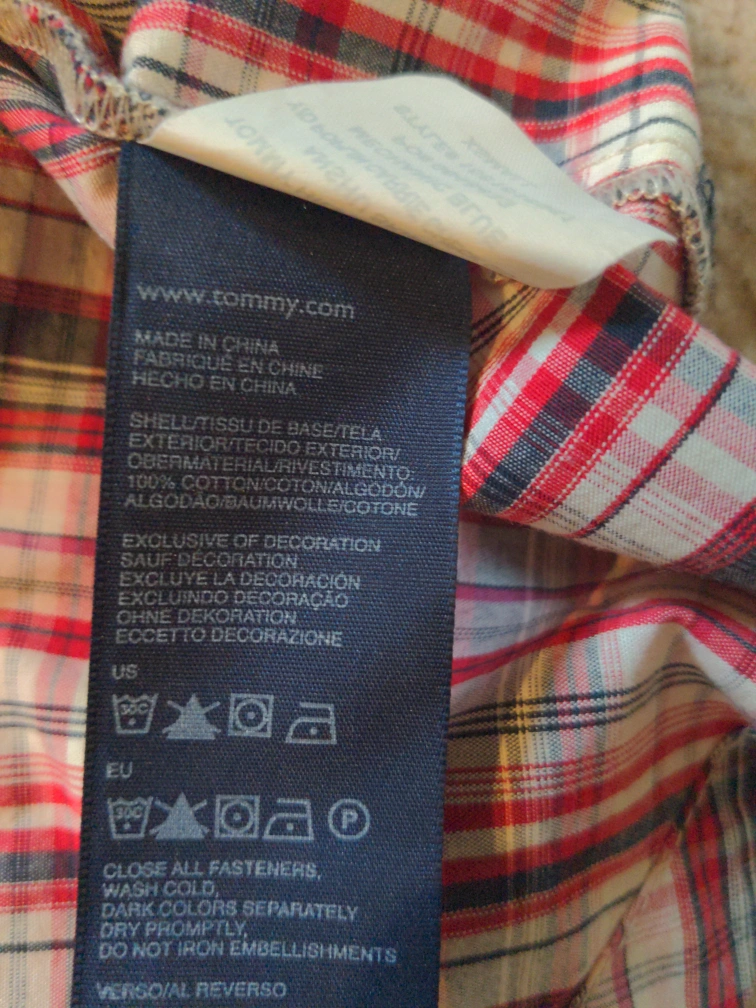 www.tommy.com
MADE IN CHINA
FABRIQUÉ EN CHINE
HECHO EN CHINA
SHELL/TISSU DE BASE/TELA
EXTERIOR/TECIDO EXTERIOR/
OBERMATERIAL/RIVESTIMENTO:
100% COTTON/COTON/ALGODÓN/
ALGODÃO/BAUMWOLLE/COTONE
EXCLUSIVE OF DECORATION
SAUF DÉCORATION
EXCLUYE LA DECORACIÓN
EXCLUINDO DECORAÇÃO
OHNE DEKORATION
ECCETTO DECORAZIONE
US
30C
EU
30C
P
CLOSE ALL FASTENERS,
WASH COLD,
DARK COLORS SEPARATELY
DRY PROMPTLY,
DO NOT IRON EMBELLISHMENTS
VERSO/AL REVERSO